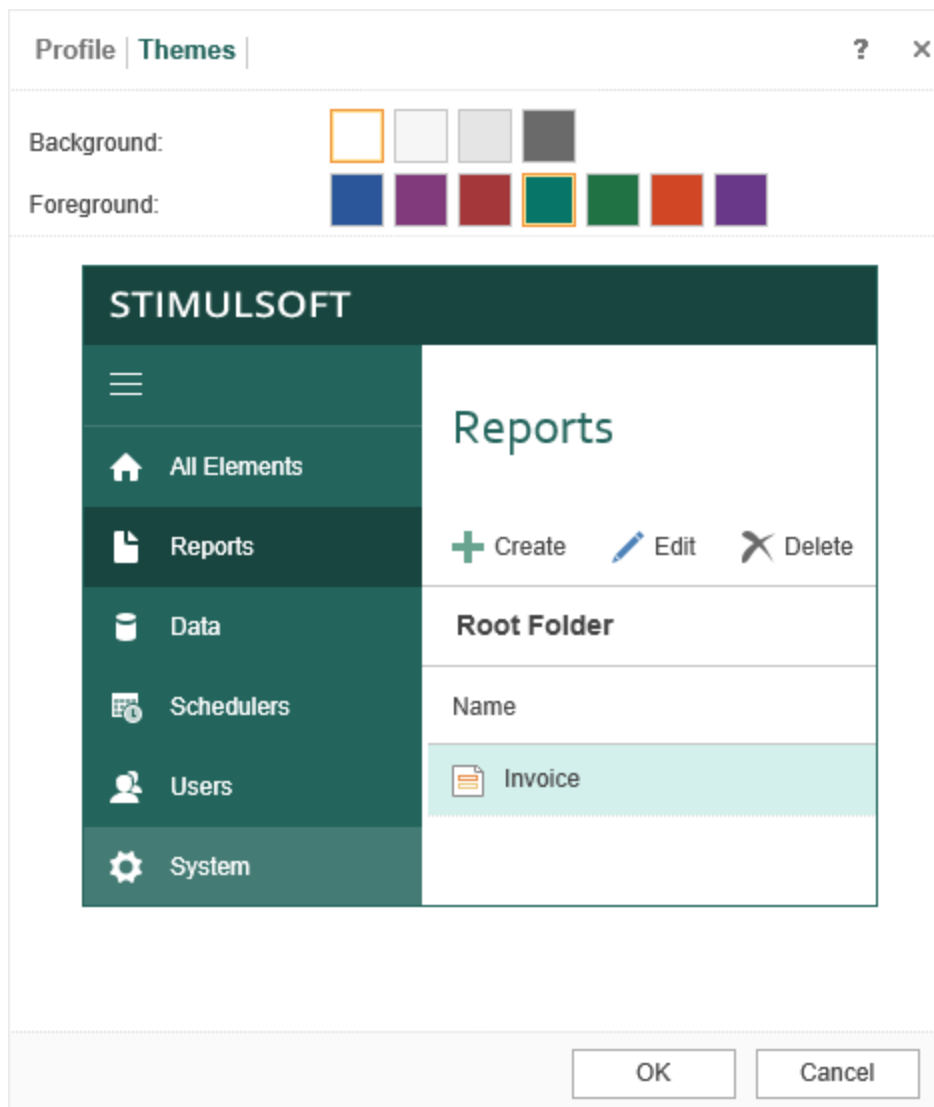 Profile Themes ? ×
Background:
Foreground:
STIMULSOFT
Reports
All Elements
Reports
Create Edit Delete
Data
Root Folder
Schedulers
Name
Users
Invoice
System
OK Cancel